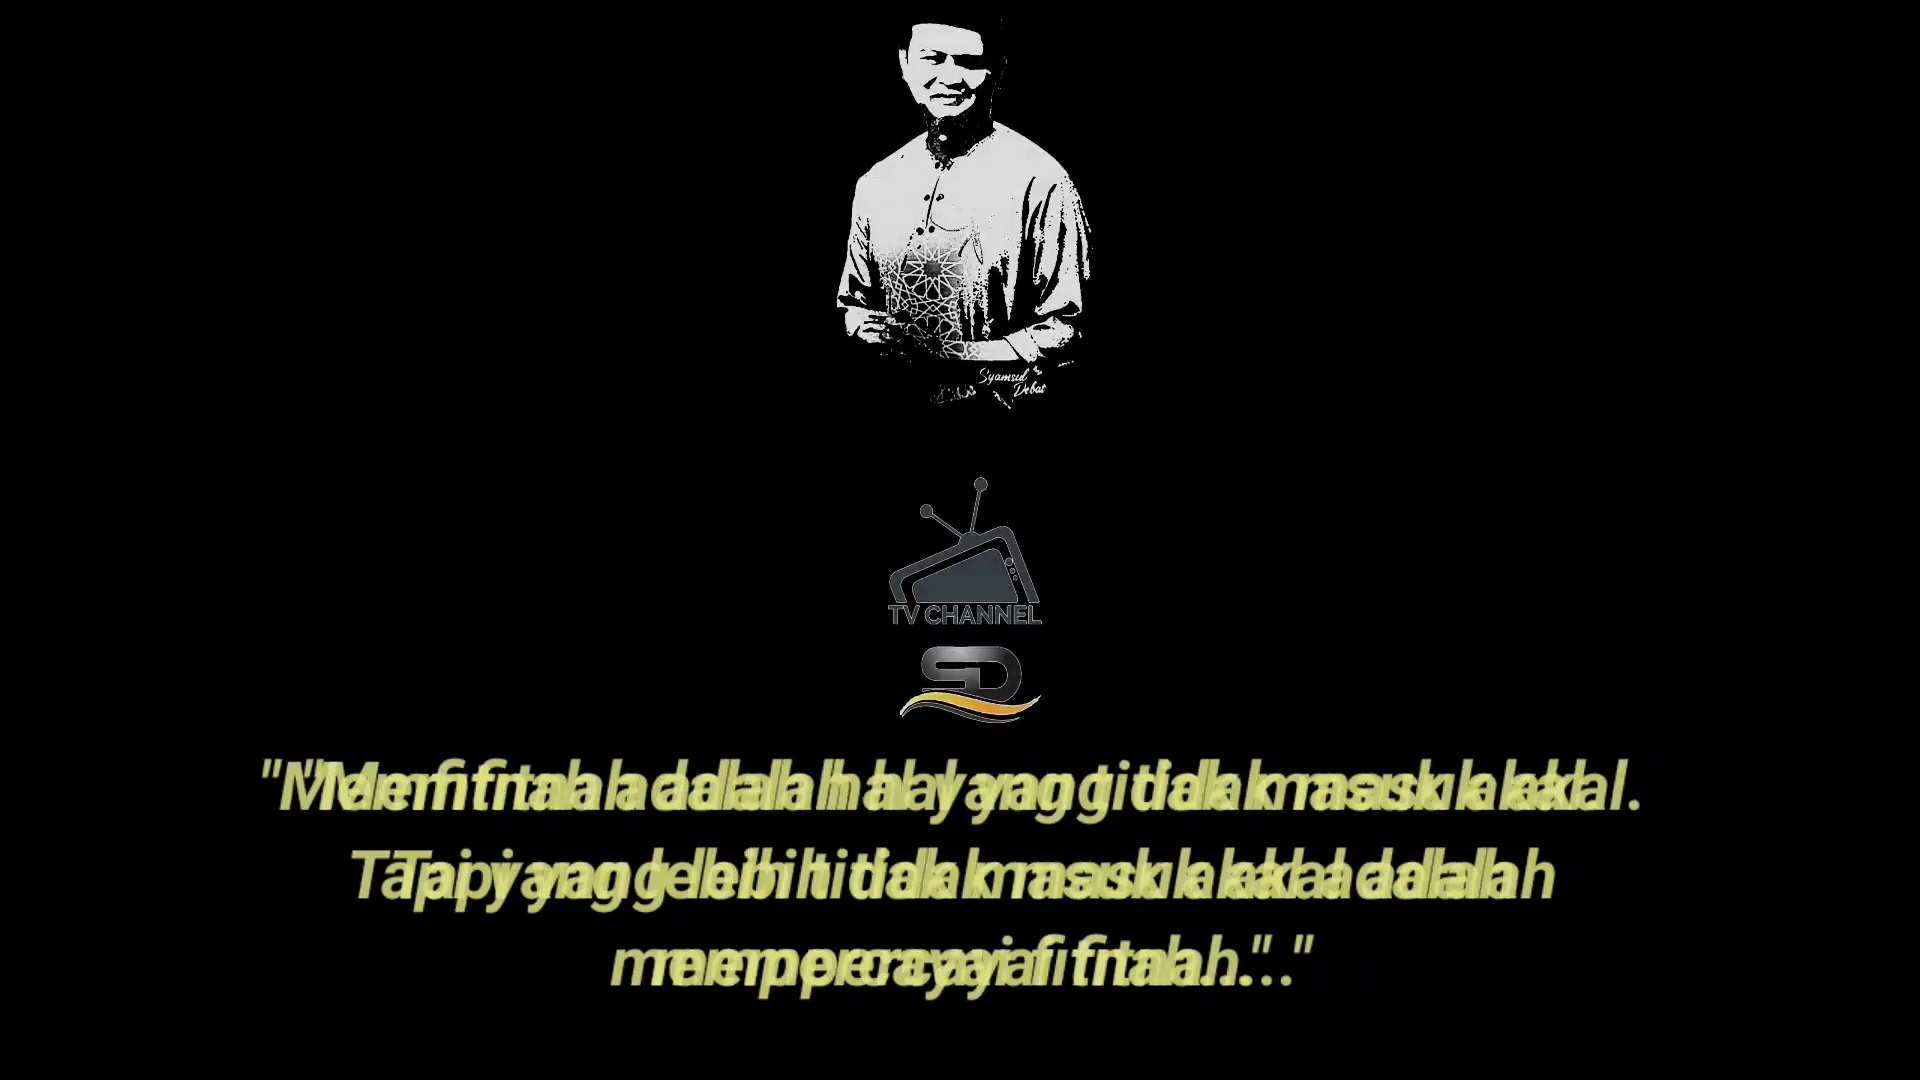 Syamsul
Debat
TV CHANNEL
SD
"Memfitnah adalah hal yang tidak masuk akal.
Tapi yang lebih tidak masuk akal adalah
mempercayai fitnah..."